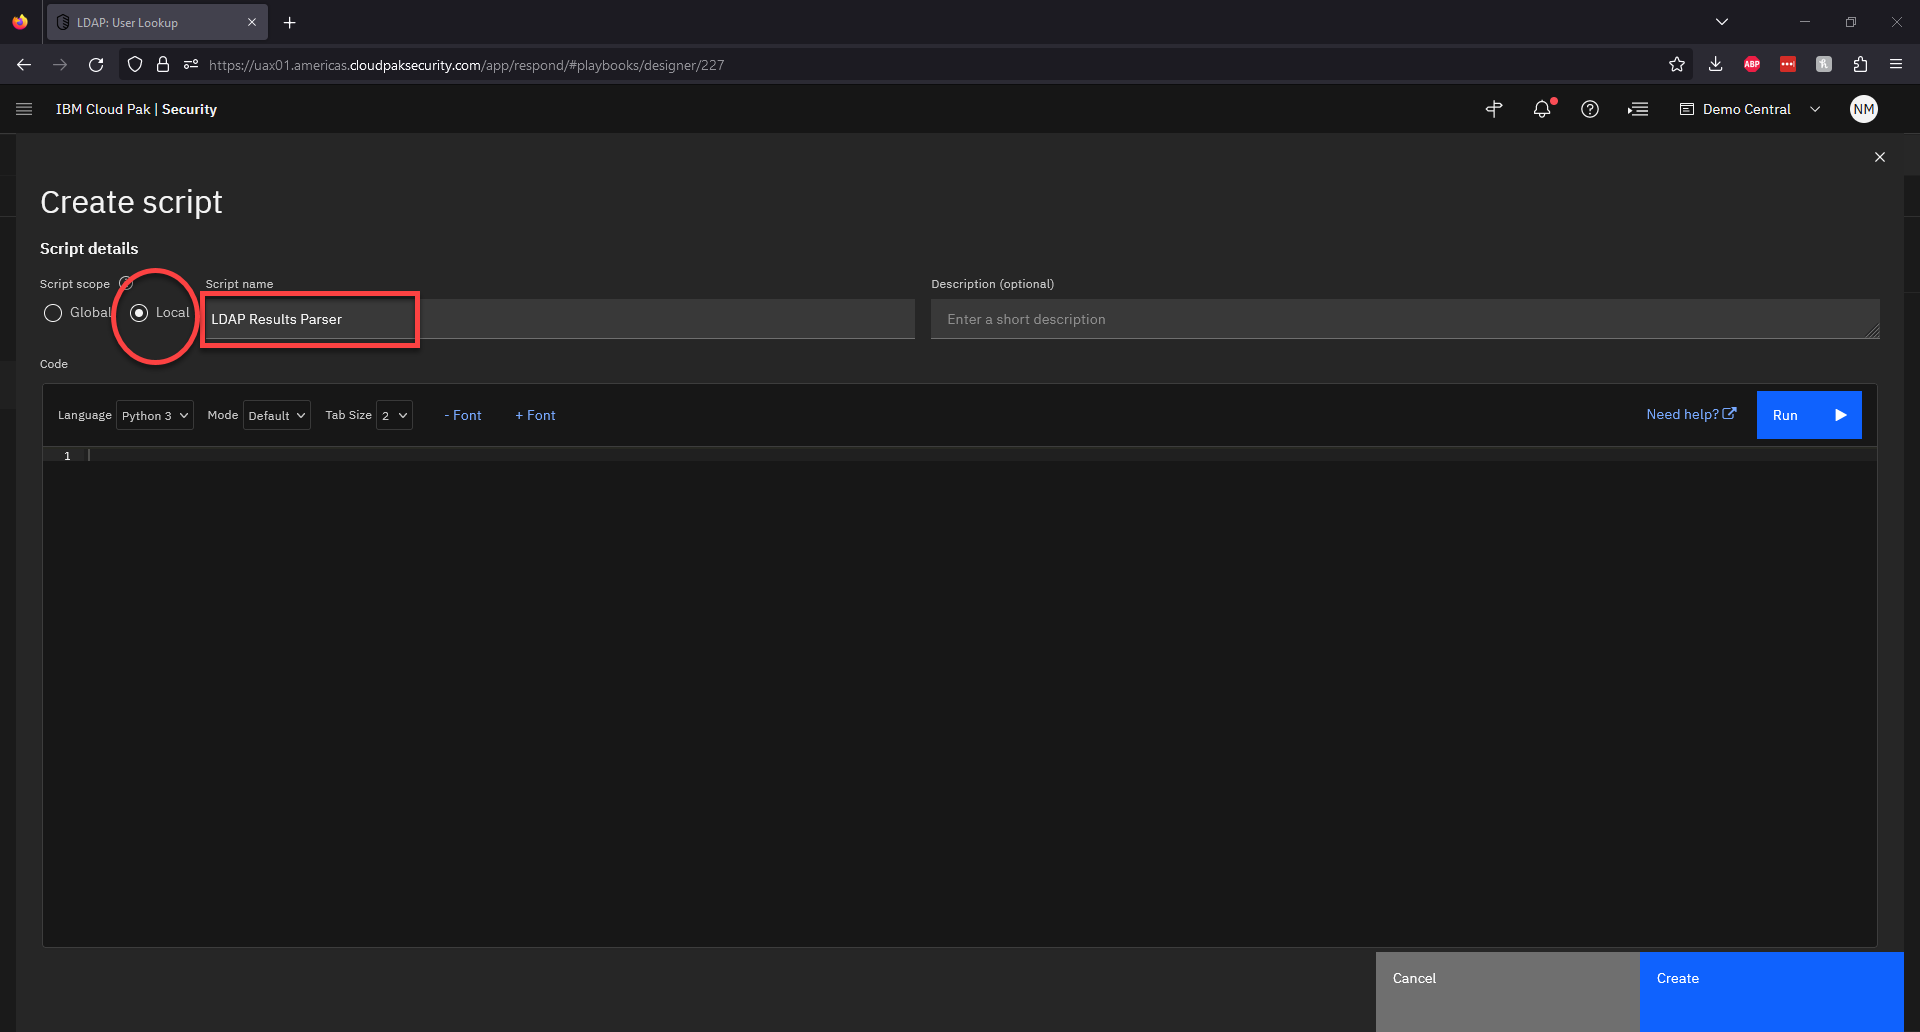 LDAP: User Lookup
https://uax01.americas.cloudpaksecurity.com/app/respond/#playbooks/designer/227
ABP
IBM Cloud Pak | Security
Demo Central
NM
Create script
Script details
Script scope
Script name
Description (optional)
Global
Local
LDAP Results Parser
Enter a short description
Code
Language Python 3 Mode Default Tab Size 2 - Font + Font Need help? Run
1
Cancel
Create